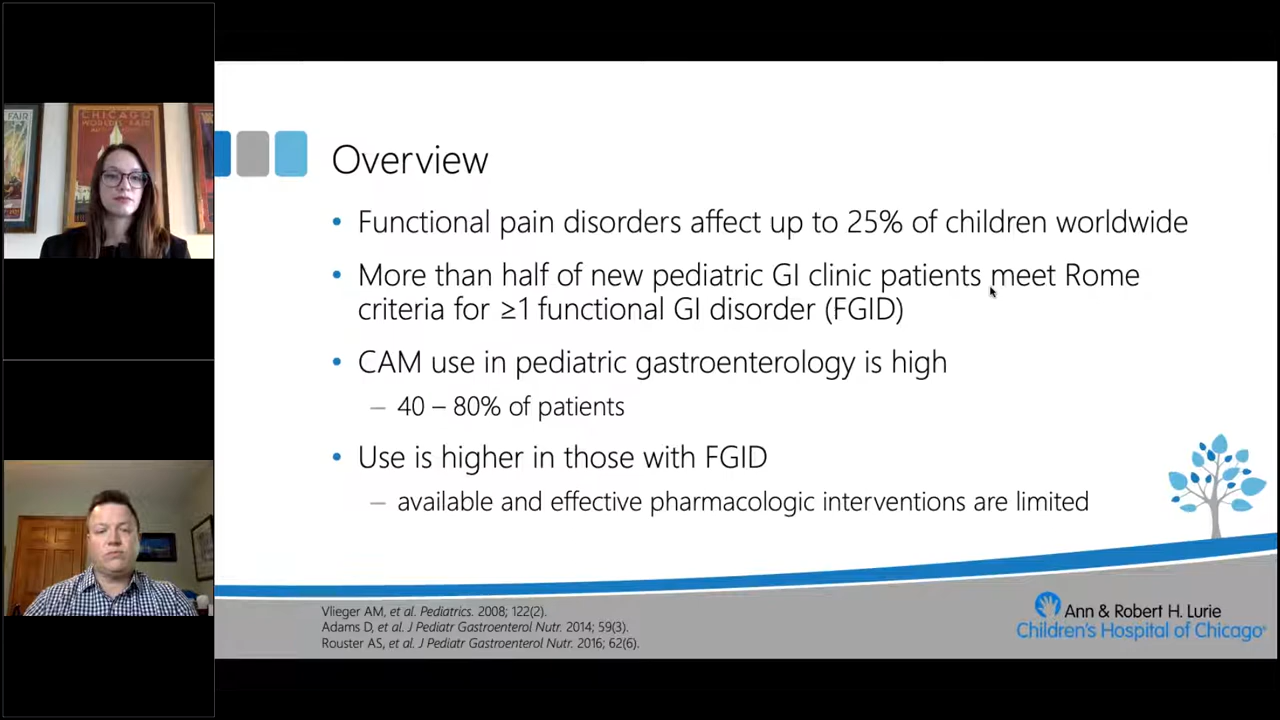 FAIR
CHICAGO
WORLD'S FAIR
Overview
• Functional pain disorders affect up to 25% of children worldwide
• More than half of new pediatric GI clinic patients meet Rome
criteria for ≥1 functional GI disorder (FGID)
• CAM use in pediatric gastroenterology is high
– 40 – 80% of patients
• Use is higher in those with FGID
– available and effective pharmacologic interventions are limited
Vlieger AM, et al. Pediatrics. 2008; 122(2).
Adams D, et al. J Pediatr Gastroenterol Nutr. 2014; 59(3).
Rouster AS, et al. J Pediatr Gastroenterol Nutr. 2016; 62(6).
Ann & Robert H. Lurie
Children's Hospital of Chicago®